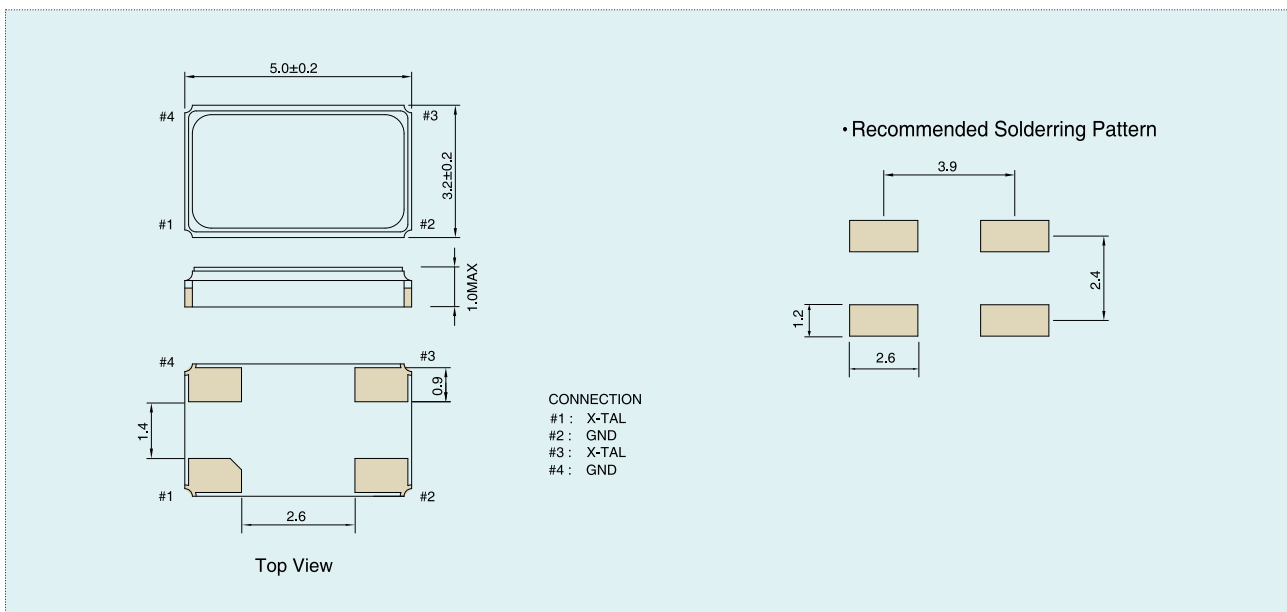 5.0±0.2
#4
#3
3.2±0.2
#1
#2
1.0MAX
#4
#3
0.9
1.4
#1
#2
2.6
Top View
CONNECTION
#1 : X-TAL
#2 : GND
#3 : X-TAL
#4 : GND
• Recommended Solderring Pattern
3.9
2.4
1.2
2.6